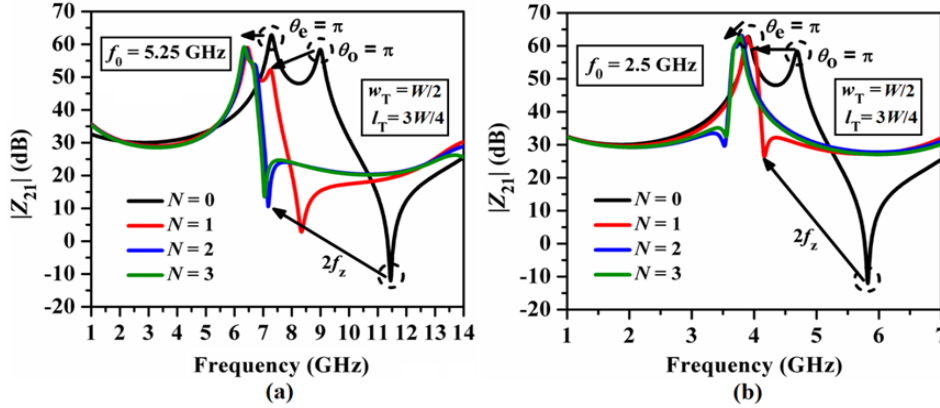 70
60
50
40
30
20
10
0
-10
-20
|Z21| (dB)
f0 = 5.25 GHz
θe = π
θo = π
wT = W/2
lT = 3W/4
N = 0
N = 1
N = 2
N = 3
2fz
1 2 3 4 5 6 7 8 9 10 11 12 13 14
Frequency (GHz)
(a)
70
60
50
40
30
20
10
0
-10
-20
|Z21| (dB)
f0 = 2.5 GHz
θe = π
θo = π
wT = W/2
lT = 3W/4
N = 0
N = 1
N = 2
N = 3
2fz
1 2 3 4 5 6 7
Frequency (GHz)
(b)